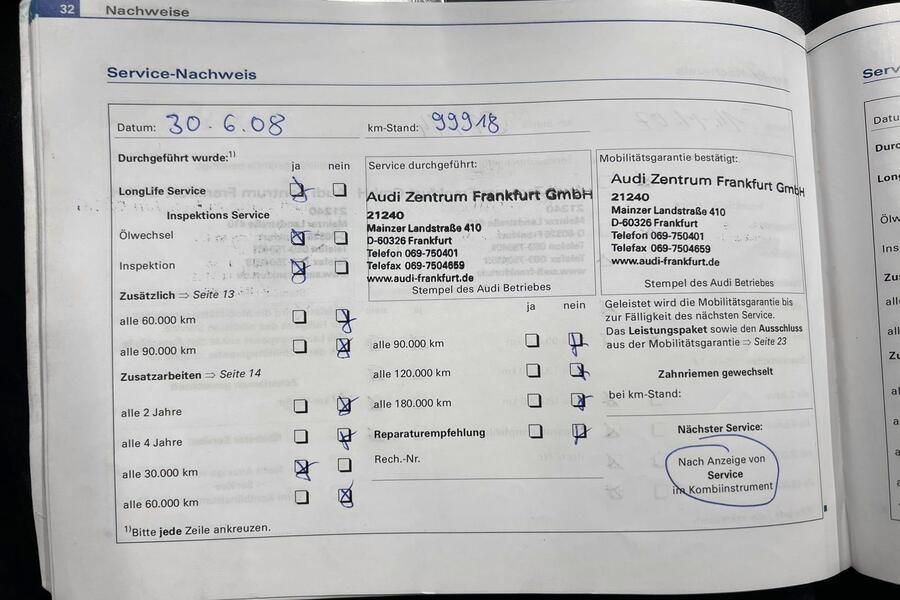 32 Nachweise
Service-Nachweis
Datum: 30.6.08 km-Stand: 99918
Durchgeführt wurde:1)
ja nein
LongLife Service
Inspektions Service
Ölwechsel
Inspektion
Zusätzlich ⇒ Seite 13
alle 60.000 km
alle 90.000 km
Zusatzarbeiten ⇒ Seite 14
alle 2 Jahre
alle 4 Jahre
alle 30.000 km
alle 60.000 km
1)Bitte jede Zeile ankreuzen.
Service durchgeführt:
Audi Zentrum Frankfurt GmbH
21240
Mainzer Landstraße 410
D-60326 Frankfurt
Telefon 069-750401
Telefax 069-7504659
www.audi-frankfurt.de
Stempel des Audi Betriebes
ja nein
alle 90.000 km
alle 120.000 km
alle 180.000 km
Reparaturempfehlung
Rech.-Nr.
Mobilitätsgarantie bestätigt:
Audi Zentrum Frankfurt GmbH
21240
Mainzer Landstraße 410
D-60326 Frankfurt
Telefon 069-750401
Telefax 069-7504659
www.audi-frankfurt.de
Stempel des Audi Betriebes
Geleistet wird die Mobilitätsgarantie bis
zur Fälligkeit des nächsten Service.
Das Leistungspaket sowie den Ausschluss
aus der Mobilitätsgarantie ⇒ Seite 23
Zahnriemen gewechselt
bei km-Stand:
Nächster Service:
Nach Anzeige von
Service
im Kombiinstrument